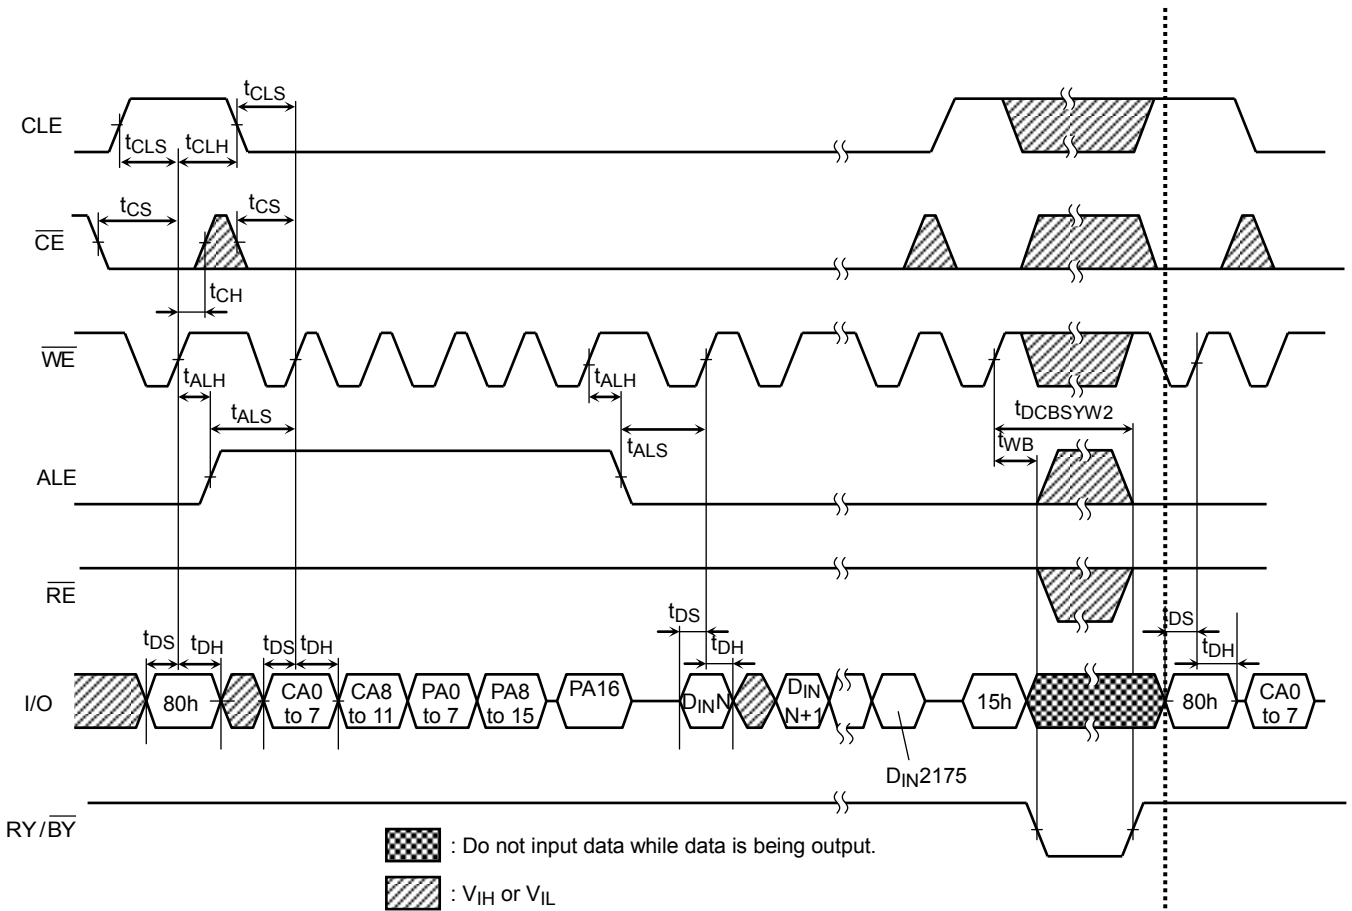 tCLS
CLE
tCLS
tCLH
tCS
tCS
CE
tCH
WE
tALH
tALH
tDCBSYW2
tALS
tALS
tWB
ALE
RE
tDS
tDH
tDS
tDH
tDS
tDH
tDS
tDH
I/O
80h
CA0 to 7
CA8 to 11
PA0 to 7
PA8 to 15
PA16
DINN
DIN N+1
15h
80h
CA0 to 7
DIN2175
RY/BY
: Do not input data while data is being output.
: VIH or VIL